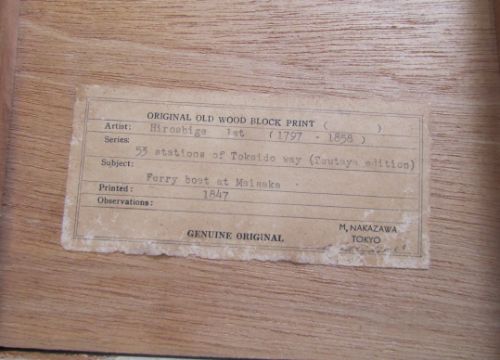 ORIGINAL OLD WOOD BLOCK PRINT ( )
Artist: Hiroshige 1st (1797 - 1858)
Series: 53 stations of Tokaido way (Tsutaya edition)
Subject: Ferry boat at Maisaka
Printed: 1847
Observations:
GENUINE ORIGINAL
M. NAKAZAWA
TOKYO